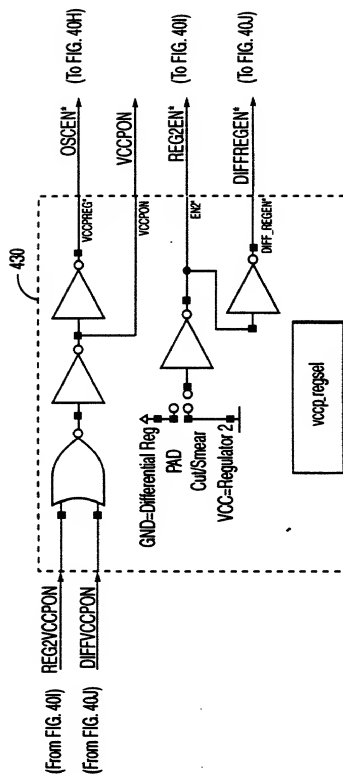 430
(From FIG. 40I) REG2VCCPON
(From FIG. 40J) DIFFVCCPON
VCCPREG* OSCEN* (To FIG. 40H)
VCCPON VCCPON
GND=Differential Reg
PAD
Cut/Smear
VCC=Regulator 2
EN2* REG2EN* (To FIG. 40I)
DIFF_REGEN* DIFFREGEN* (To FIG. 40J)
vccp_regsel